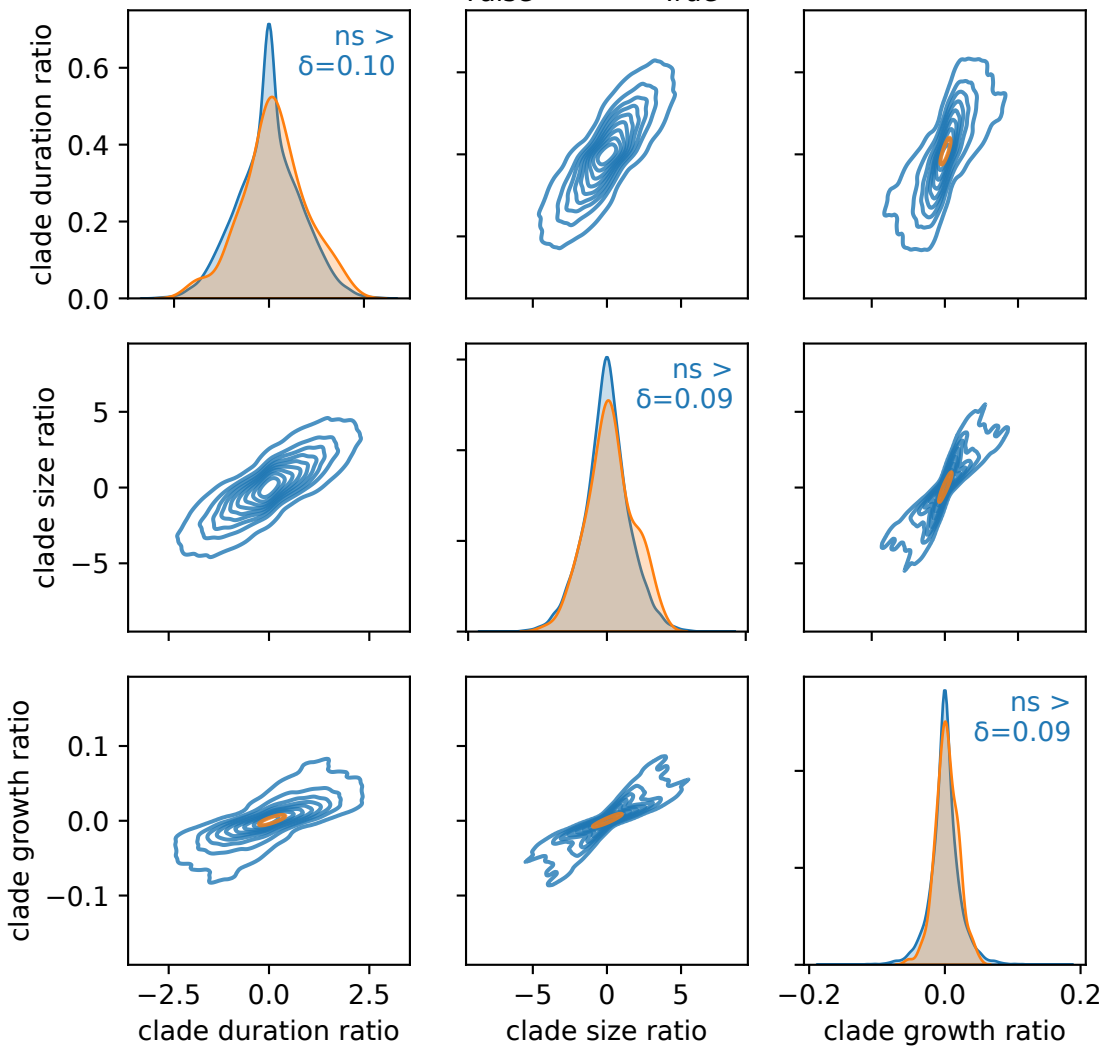 clade duration ratio
0.6
0.4
0.2
0.0
ns >
δ=0.10
clade size ratio
5
0
−5
ns >
δ=0.09
clade growth ratio
0.1
0.0
−0.1
ns >
δ=0.09
−2.5
0.0
2.5
−5
0
5
−0.2
0.0
0.2
clade duration ratio
clade size ratio
clade growth ratio